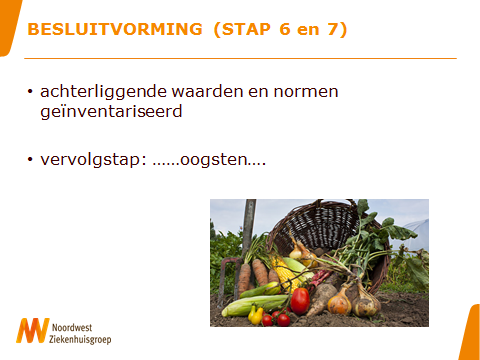 BESLUITVORMING (STAP 6 en 7)
• achterliggende waarden en normen
geïnventariseerd
• vervolgstap: ……oogsten….
Noordwest
Ziekenhuisgroep